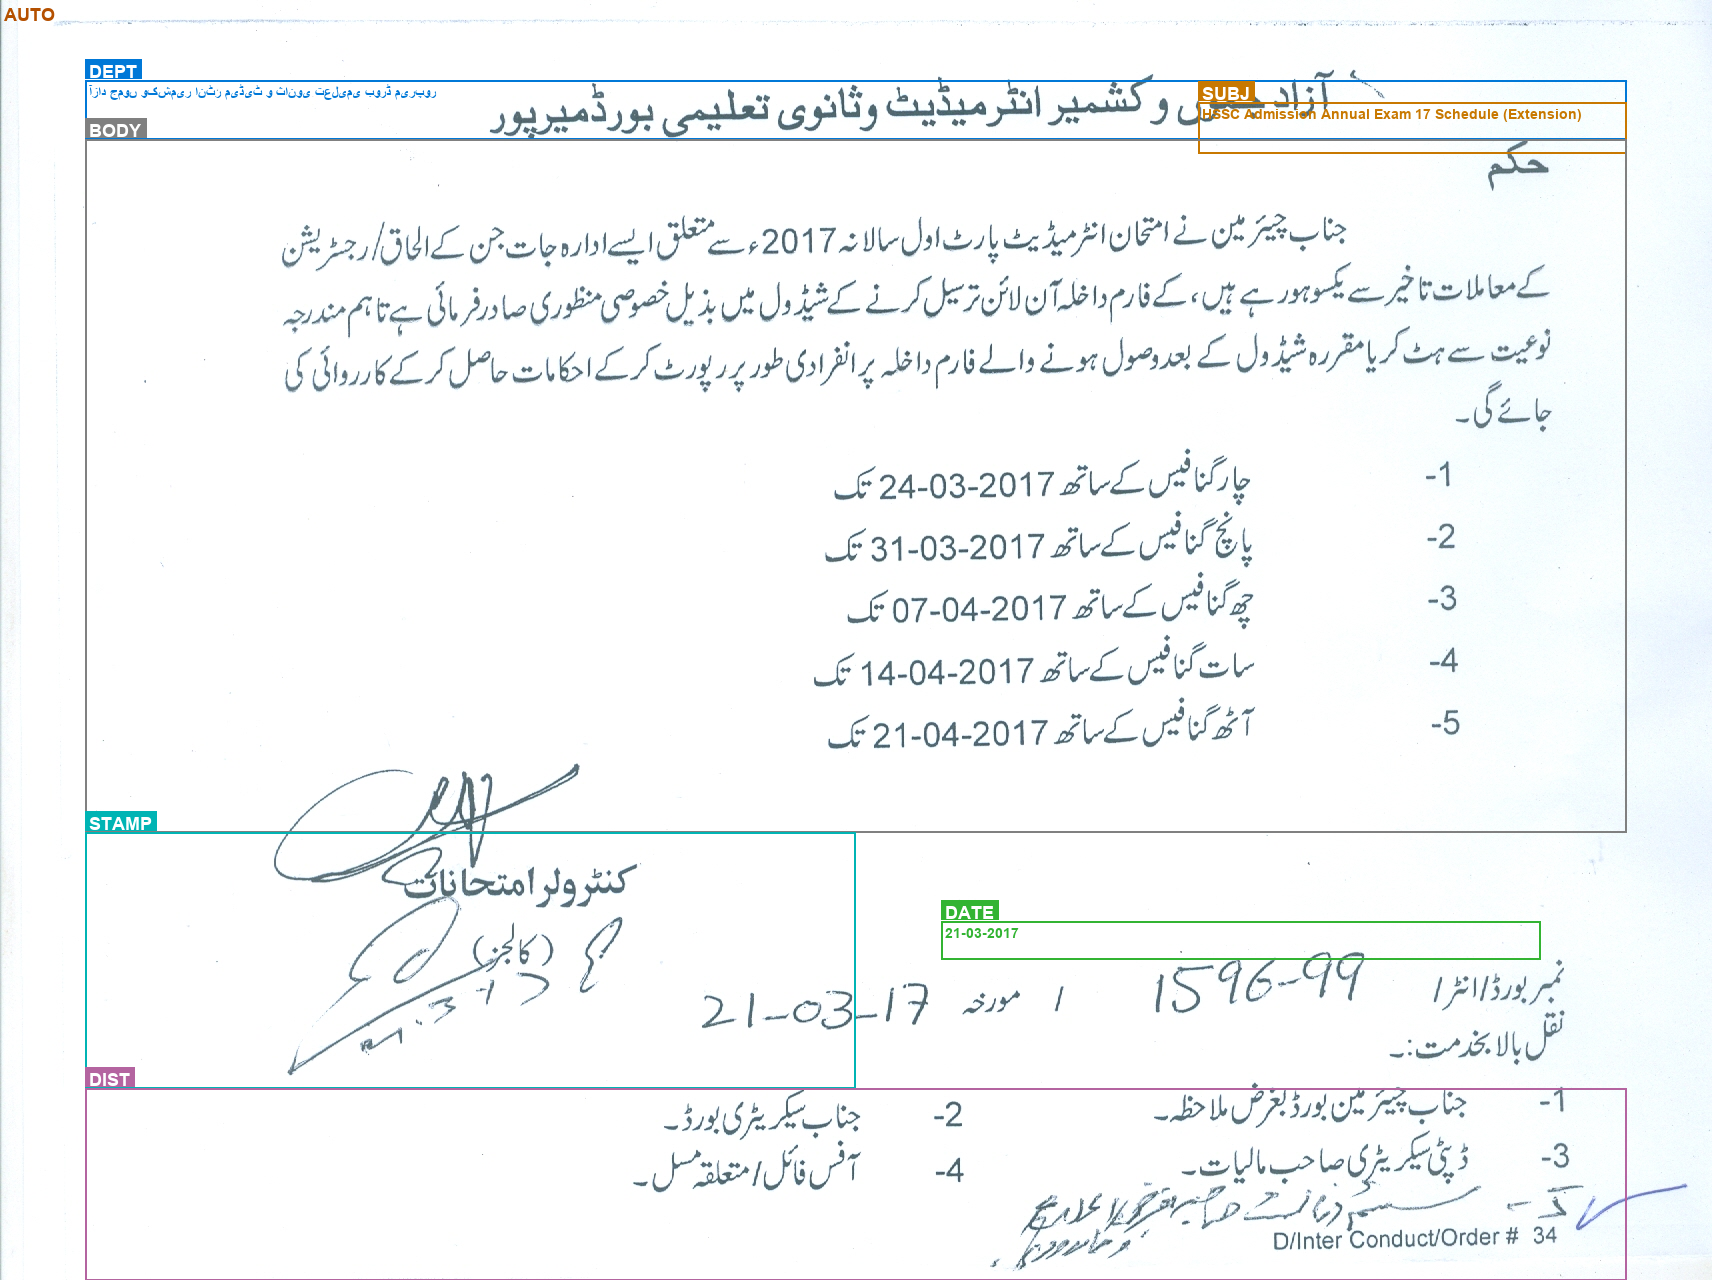 AUTO
DEPT
آزاد جموں وکشمیر انٹر میڈیٹ و ثانوی تعلیمی بورڈ میرپور
آزاد جموں و کشمیر انٹرمیڈیٹ وثانوی تعلیمی بورڈمیرپور
SUBJ
HSSC Admission Annual Exam 17 Schedule (Extension)
BODY
حکم
جناب چیئرمین نے امتحان انٹرمیڈیٹ پارٹ اول سالانہ 2017ء سے متعلق ایسے ادارہ جات جن کے الحاق/رجسٹریشن
کے معاملات تاخیر سے یکسو ہو رہے ہیں، کے فارم داخلہ آن لائن ترسیل کرنے کے شیڈول میں بذیل خصوصی منظوری صادر فرمائی ہے تاہم مندرجہ
نوعیت سے ہٹ کر یا مقررہ شیڈول کے بعد وصول ہونے والے فارم داخلہ پر انفرادی طور پر رپورٹ کر کے احکامات حاصل کر کے کارروائی کی
جائے گی۔
1- چار گنا فیس کے ساتھ 24-03-2017 تک
2- پانچ گنا فیس کے ساتھ 31-03-2017 تک
3- چھ گنا فیس کے ساتھ 07-04-2017 تک
4- سات گنا فیس کے ساتھ 14-04-2017 تک
5- آٹھ گنا فیس کے ساتھ 21-04-2017 تک
STAMP
کنٹرولر امتحانات
(کالجز)
DATE
21-03-2017
نمبر بورڈ/انٹر/ 1596-99 / مورخہ 21-03-17
نقل بالا بخدمت:۔
DIST
1- جناب چیئرمین بورڈ بغرض ملاحظہ۔
2- جناب سیکریٹری بورڈ۔
3- ڈپٹی سیکریٹری صاحب مالیات۔
4- آفس فائل/متعلقہ مسل۔
5-
D/Inter Conduct/Order # 34